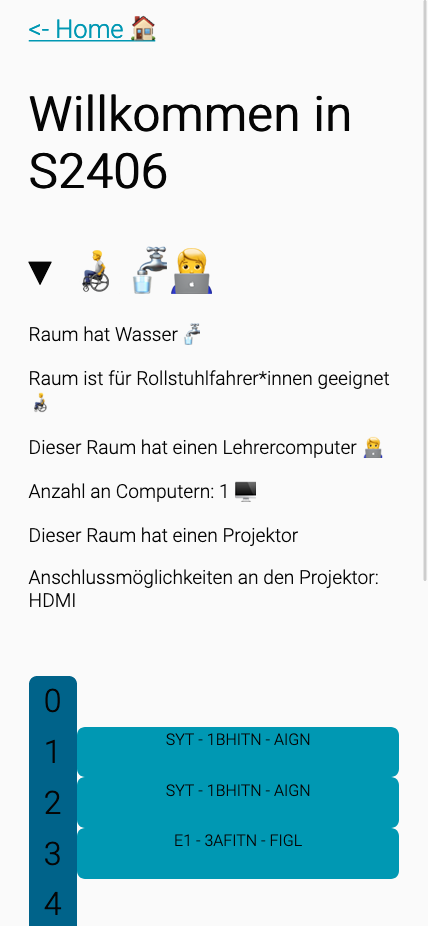 <- Home 🏠
Willkommen in
S2406
▼ 🧑‍🦽 🚰 🧑‍💻
Raum hat Wasser 🚰
Raum ist für Rollstuhlfahrer*innen geeignet
🧑‍🦽
Dieser Raum hat einen Lehrercomputer 🧑‍💻
Anzahl an Computern: 1 🖥️
Dieser Raum hat einen Projektor
Anschlussmöglichkeiten an den Projektor:
HDMI
0
1 SYT - 1BHITN - AIGN
2 SYT - 1BHITN - AIGN
3 E1 - 3AFITN - FIGL
4